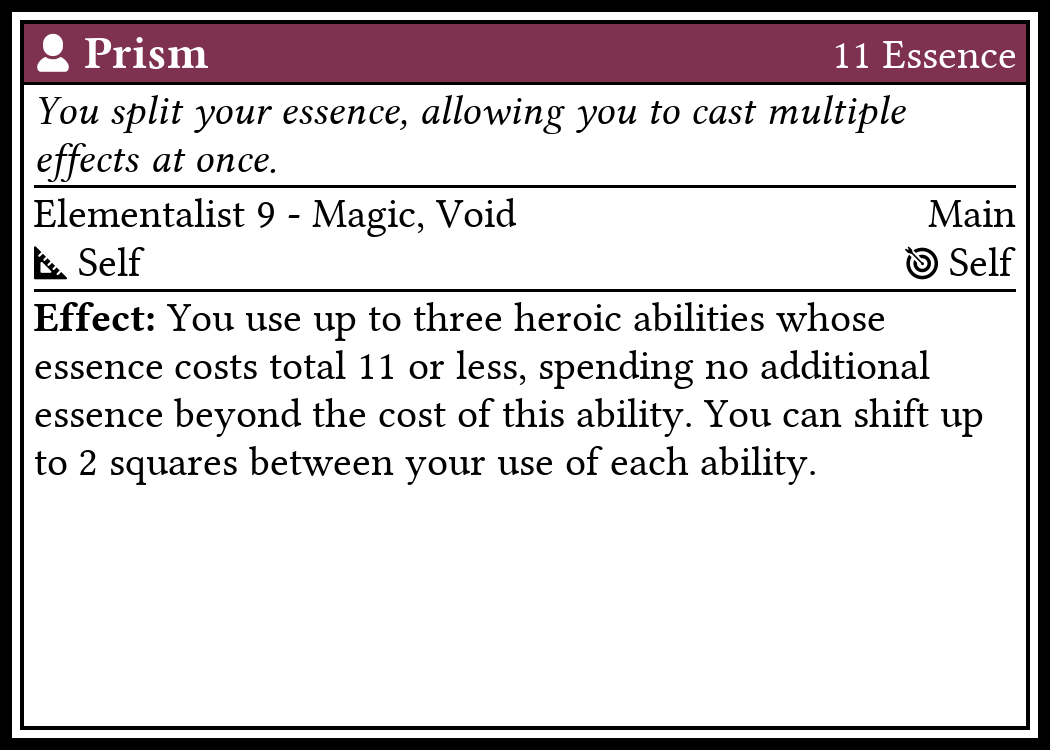 Prism 11 Essence
You split your essence, allowing you to cast multiple
effects at once.
Elementalist 9 - Magic, Void Main
Self Self
Effect: You use up to three heroic abilities whose
essence costs total 11 or less, spending no additional
essence beyond the cost of this ability. You can shift up
to 2 squares between your use of each ability.